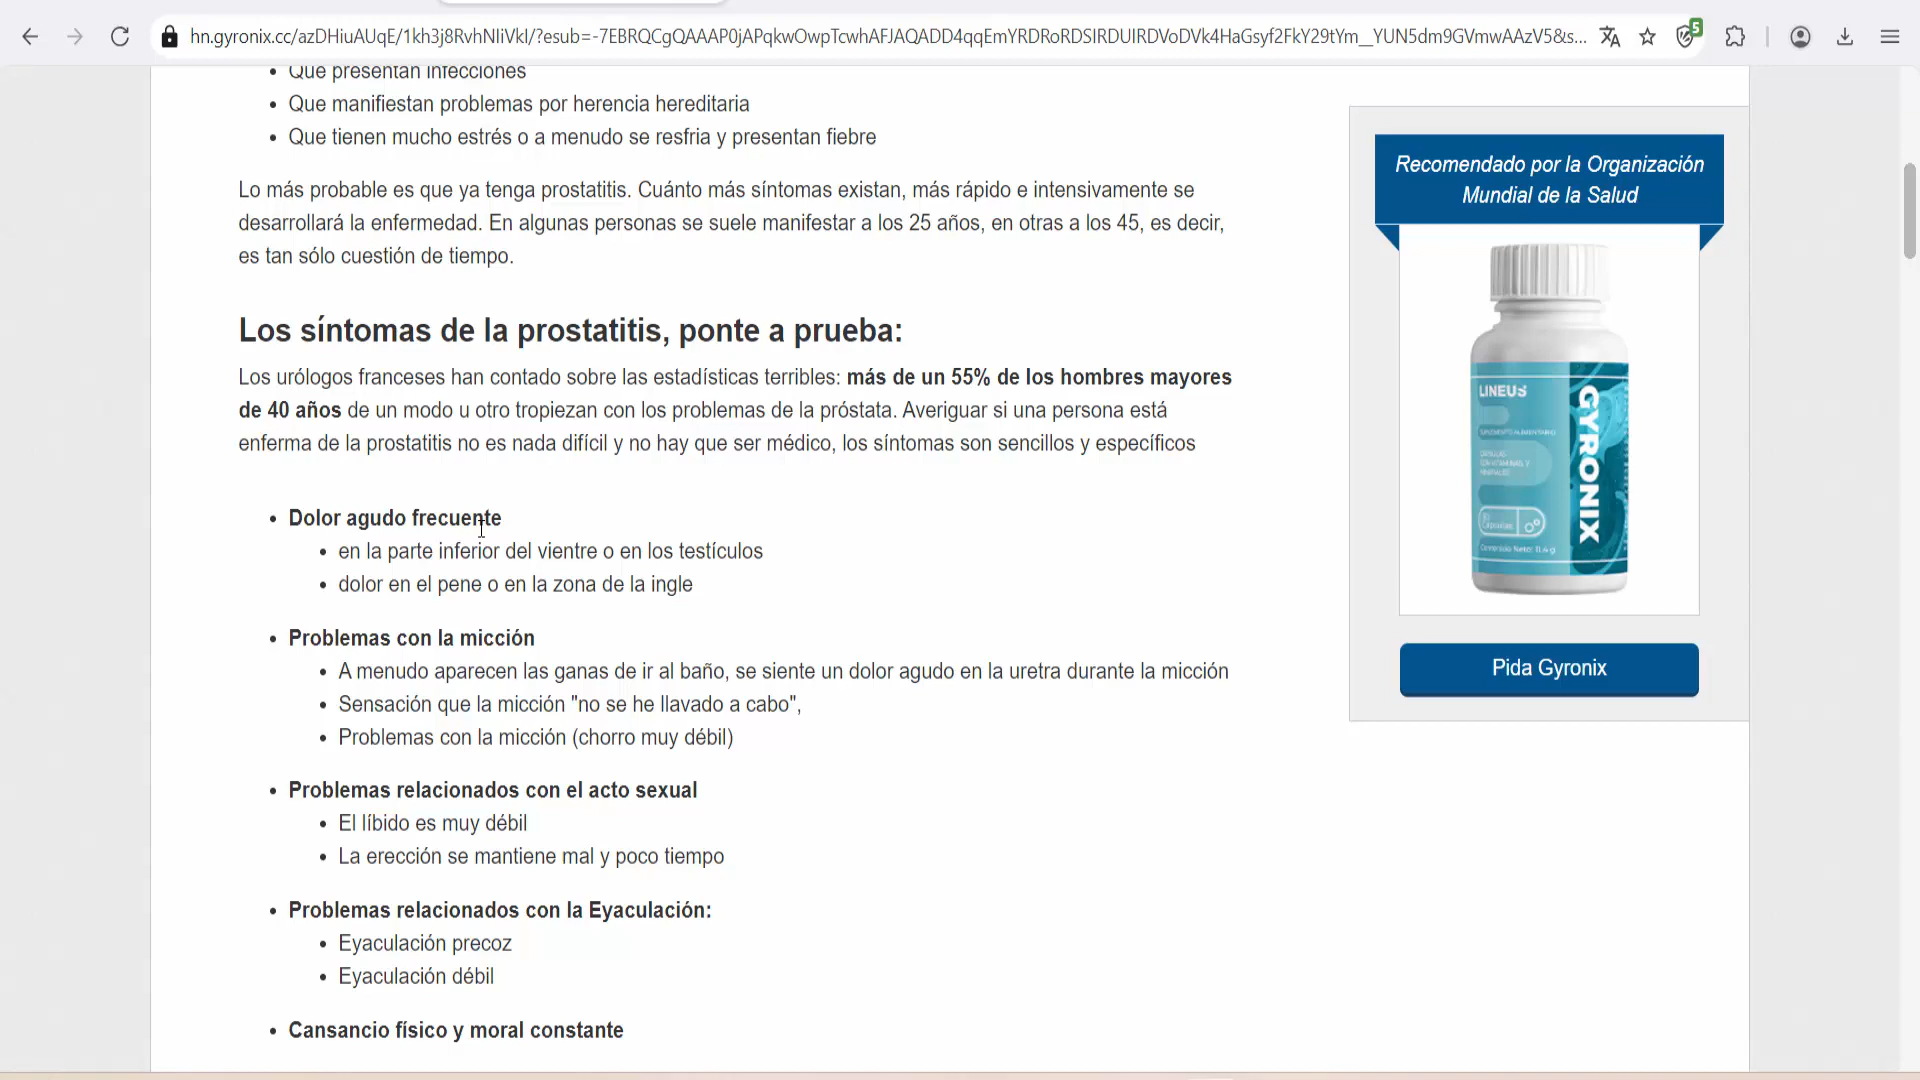 hn.gyronix.cc/azDHiuAUqE/1kh3j8RvhNIiVkI/?esub=-7EBRQCgQAAAP0jAPqkwOwpTcwhAFJAQADD4qqEmYRDRoRDSIRDUIRDVoDVk4HaGsyf2FkY29tYm__YUN5dm9GVmwAAzV5&s...
5
Que presentan infecciones
Que manifiestan problemas por herencia hereditaria
Que tienen mucho estrés o a menudo se resfria y presentan fiebre
Lo más probable es que ya tenga prostatitis. Cuánto más síntomas existan, más rápido e intensivamente se
desarrollará la enfermedad. En algunas personas se suele manifestar a los 25 años, en otras a los 45, es decir,
es tan sólo cuestión de tiempo.
Los síntomas de la prostatitis, ponte a prueba:
Los urólogos franceses han contado sobre las estadísticas terribles: más de un 55% de los hombres mayores
de 40 años de un modo u otro tropiezan con los problemas de la próstata. Averiguar si una persona está
enferma de la prostatitis no es nada difícil y no hay que ser médico, los síntomas son sencillos y específicos
Dolor agudo frecuente
en la parte inferior del vientre o en los testículos
dolor en el pene o en la zona de la ingle
Problemas con la micción
A menudo aparecen las ganas de ir al baño, se siente un dolor agudo en la uretra durante la micción
Sensación que la micción "no se he llavado a cabo",
Problemas con la micción (chorro muy débil)
Problemas relacionados con el acto sexual
El líbido es muy débil
La erección se mantiene mal y poco tiempo
Problemas relacionados con la Eyaculación:
Eyaculación precoz
Eyaculación débil
Cansancio físico y moral constante
Recomendado por la Organización
Mundial de la Salud
LINEUS
GYRONIX
SUPLEMENTO ALIMENTARIO
Cápsulas
Contenido Neto: 11.4 g
Pida Gyronix